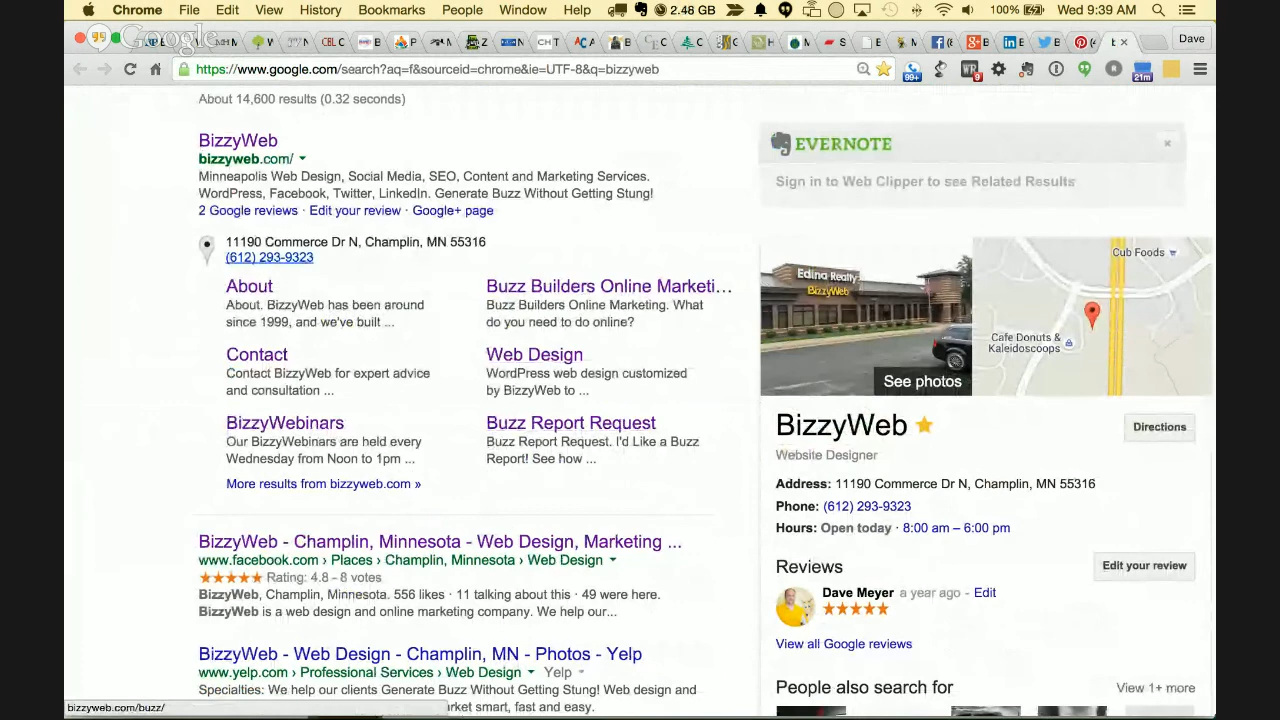 Chrome File Edit View History Bookmarks People Window Help 2.48 GB 100% Wed 9:39 AM
Google
Dave
https://www.google.com/search?aq=f&sourceid=chrome&ie=UTF-8&q=bizzyweb
99+
9
21m
About 14,600 results (0.32 seconds)
BizzyWeb
bizzyweb.com/
Minneapolis Web Design, Social Media, SEO, Content and Marketing Services.
WordPress, Facebook, Twitter, LinkedIn. Generate Buzz Without Getting Stung!
2 Google reviews · Edit your review · Google+ page
11190 Commerce Dr N, Champlin, MN 55316
(612) 293-9323
About
About. BizzyWeb has been around
since 1999, and we've built ...
Buzz Builders Online Marketi...
Buzz Builders Online Marketing. What
do you need to do online?
Contact
Contact BizzyWeb for expert advice
and consultation ...
Web Design
WordPress web design customized
by BizzyWeb to ...
BizzyWebinars
Our BizzyWebinars are held every
Wednesday from Noon to 1pm ...
Buzz Report Request
Buzz Report Request. I'd Like a Buzz
Report! See how ...
More results from bizzyweb.com »
BizzyWeb - Champlin, Minnesota - Web Design, Marketing ...
www.facebook.com › Places › Champlin, Minnesota › Web Design
Rating: 4.8 - 8 votes
BizzyWeb, Champlin, Minnesota. 556 likes · 11 talking about this · 49 were here.
BizzyWeb is a web design and online marketing company. We help our...
BizzyWeb - Web Design - Champlin, MN - Photos - Yelp
www.yelp.com › Professional Services › Web Design Yelp
Specialties: We help our clients Generate Buzz Without Getting Stung! Web design and
market smart, fast and easy.
bizzyweb.com/buzz/
EVERNOTE
Sign in to Web Clipper to see Related Results
Edina Realty
BizzyWeb
See photos
Cub Foods
Cafe Donuts &
Kaleidoscoops
BizzyWeb
Directions
Website Designer
Address: 11190 Commerce Dr N, Champlin, MN 55316
Phone: (612) 293-9323
Hours: Open today · 8:00 am – 6:00 pm
Reviews
Edit your review
Dave Meyer a year ago - Edit
View all Google reviews
People also search for
View 1+ more